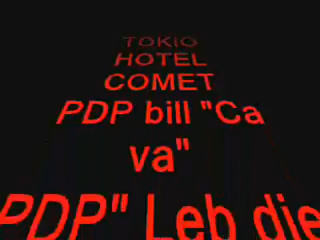 TOKIO
HOTEL
COMET
PDP bill "Ca
va"
PDP" Leb die